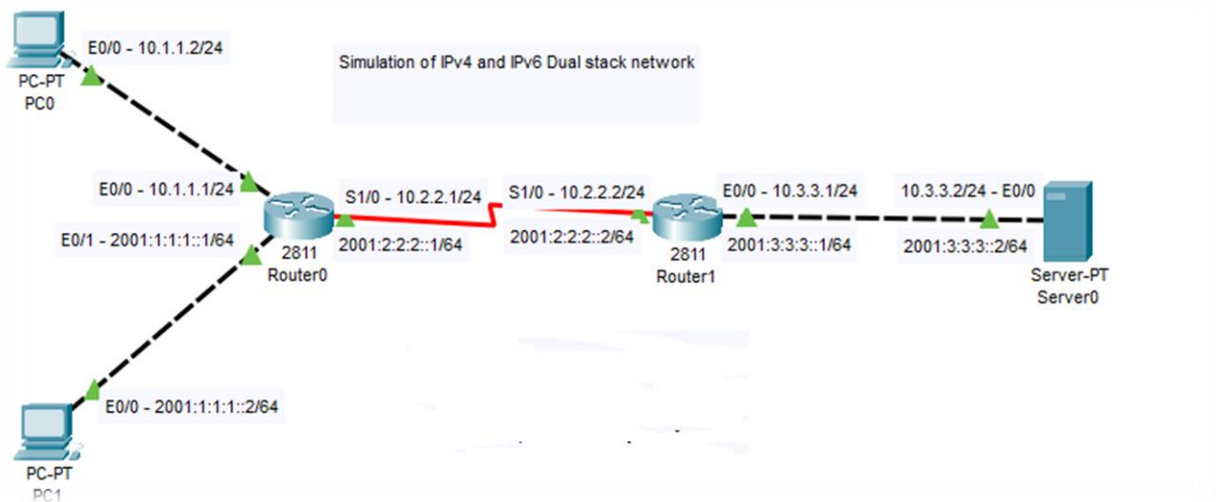 E0/0 - 10.1.1.2/24
PC-PT
PC0
Simulation of IPv4 and IPv6 Dual stack network
E0/0 - 10.1.1.1/24
E0/1 - 2001:1:1:1::1/64
2811
Router0
S1/0 - 10.2.2.1/24
2001:2:2:2::1/64
S1/0 - 10.2.2.2/24
2001:2:2:2::2/64
2811
Router1
E0/0 - 10.3.3.1/24
2001:3:3:3::1/64
10.3.3.2/24 - E0/0
2001:3:3:3::2/64
Server-PT
Server0
E0/0 - 2001:1:1:1::2/64
PC-PT
PC1